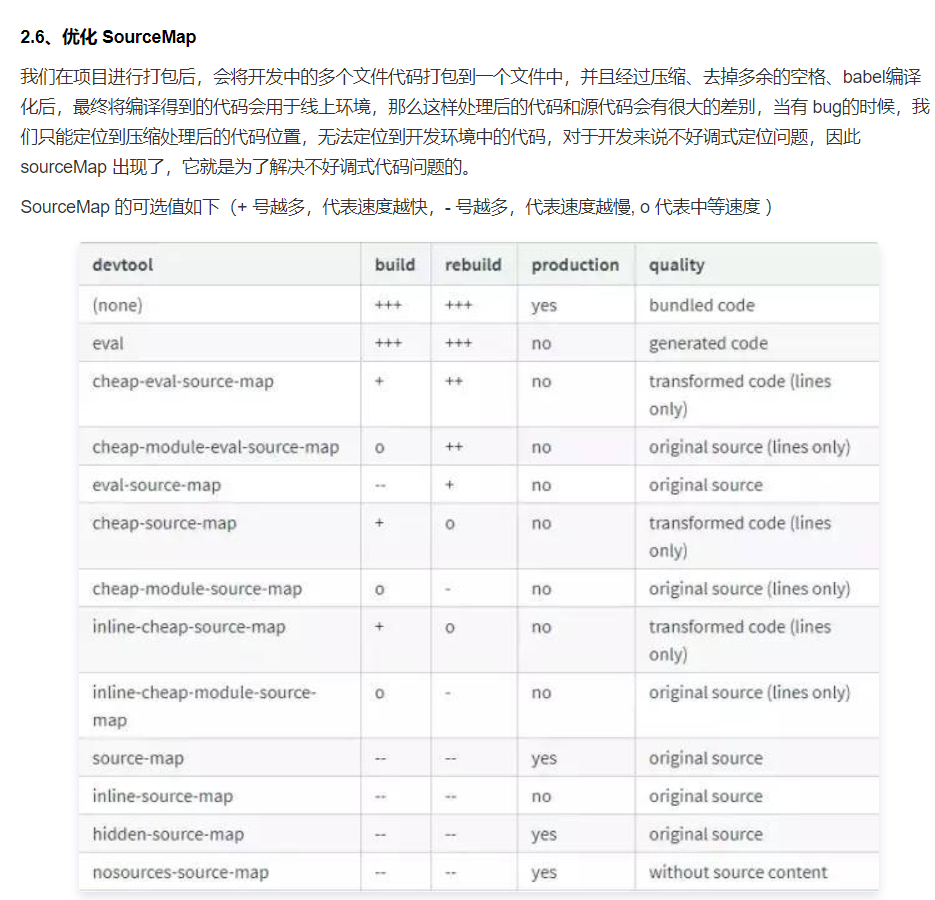 2.6、优化 SourceMap
我们在项目进行打包后，会将开发中的多个文件代码打包到一个文件中，并且经过压缩、去掉多余的空格、babel编译
化后，最终将编译得到的代码会用于线上环境，那么这样处理后的代码和源代码会有很大的差别，当有 bug的时候，我
们只能定位到压缩处理后的代码位置，无法定位到开发环境中的代码，对于开发来说不好调式定位问题，因此
sourceMap 出现了，它就是为了解决不好调式代码问题的。
SourceMap 的可选值如下（+ 号越多，代表速度越快，- 号越多，代表速度越慢, o 代表中等速度 ）
devtool build rebuild production quality
(none) +++ +++ yes bundled code
eval +++ +++ no generated code
cheap-eval-source-map + ++ no transformed code (lines
only)
cheap-module-eval-source-map o ++ no original source (lines only)
eval-source-map -- + no original source
cheap-source-map + o no transformed code (lines
only)
cheap-module-source-map o - no original source (lines only)
inline-cheap-source-map + o no transformed code (lines
only)
inline-cheap-module-source- o - no original source (lines only)
map
source-map -- -- yes original source
inline-source-map -- -- no original source
hidden-source-map -- -- yes original source
nosources-source-map -- -- yes without source content